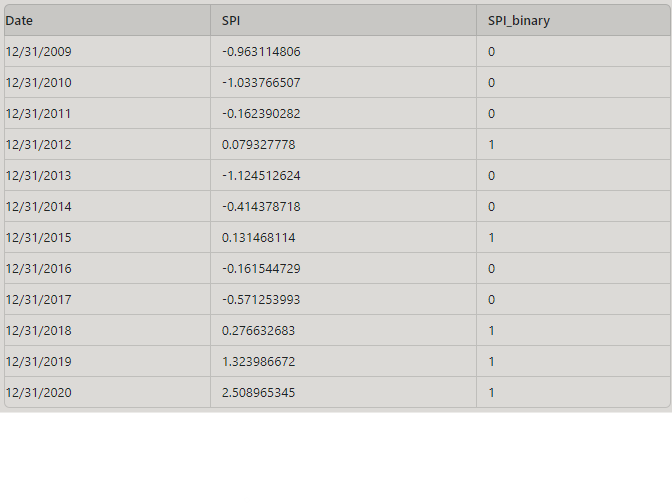 Date SPI SPI_binary
12/31/2009 -0.963114806 0
12/31/2010 -1.033766507 0
12/31/2011 -0.162390282 0
12/31/2012 0.079327778 1
12/31/2013 -1.124512624 0
12/31/2014 -0.414378718 0
12/31/2015 0.131468114 1
12/31/2016 -0.161544729 0
12/31/2017 -0.571253993 0
12/31/2018 0.276632683 1
12/31/2019 1.323986672 1
12/31/2020 2.508965345 1